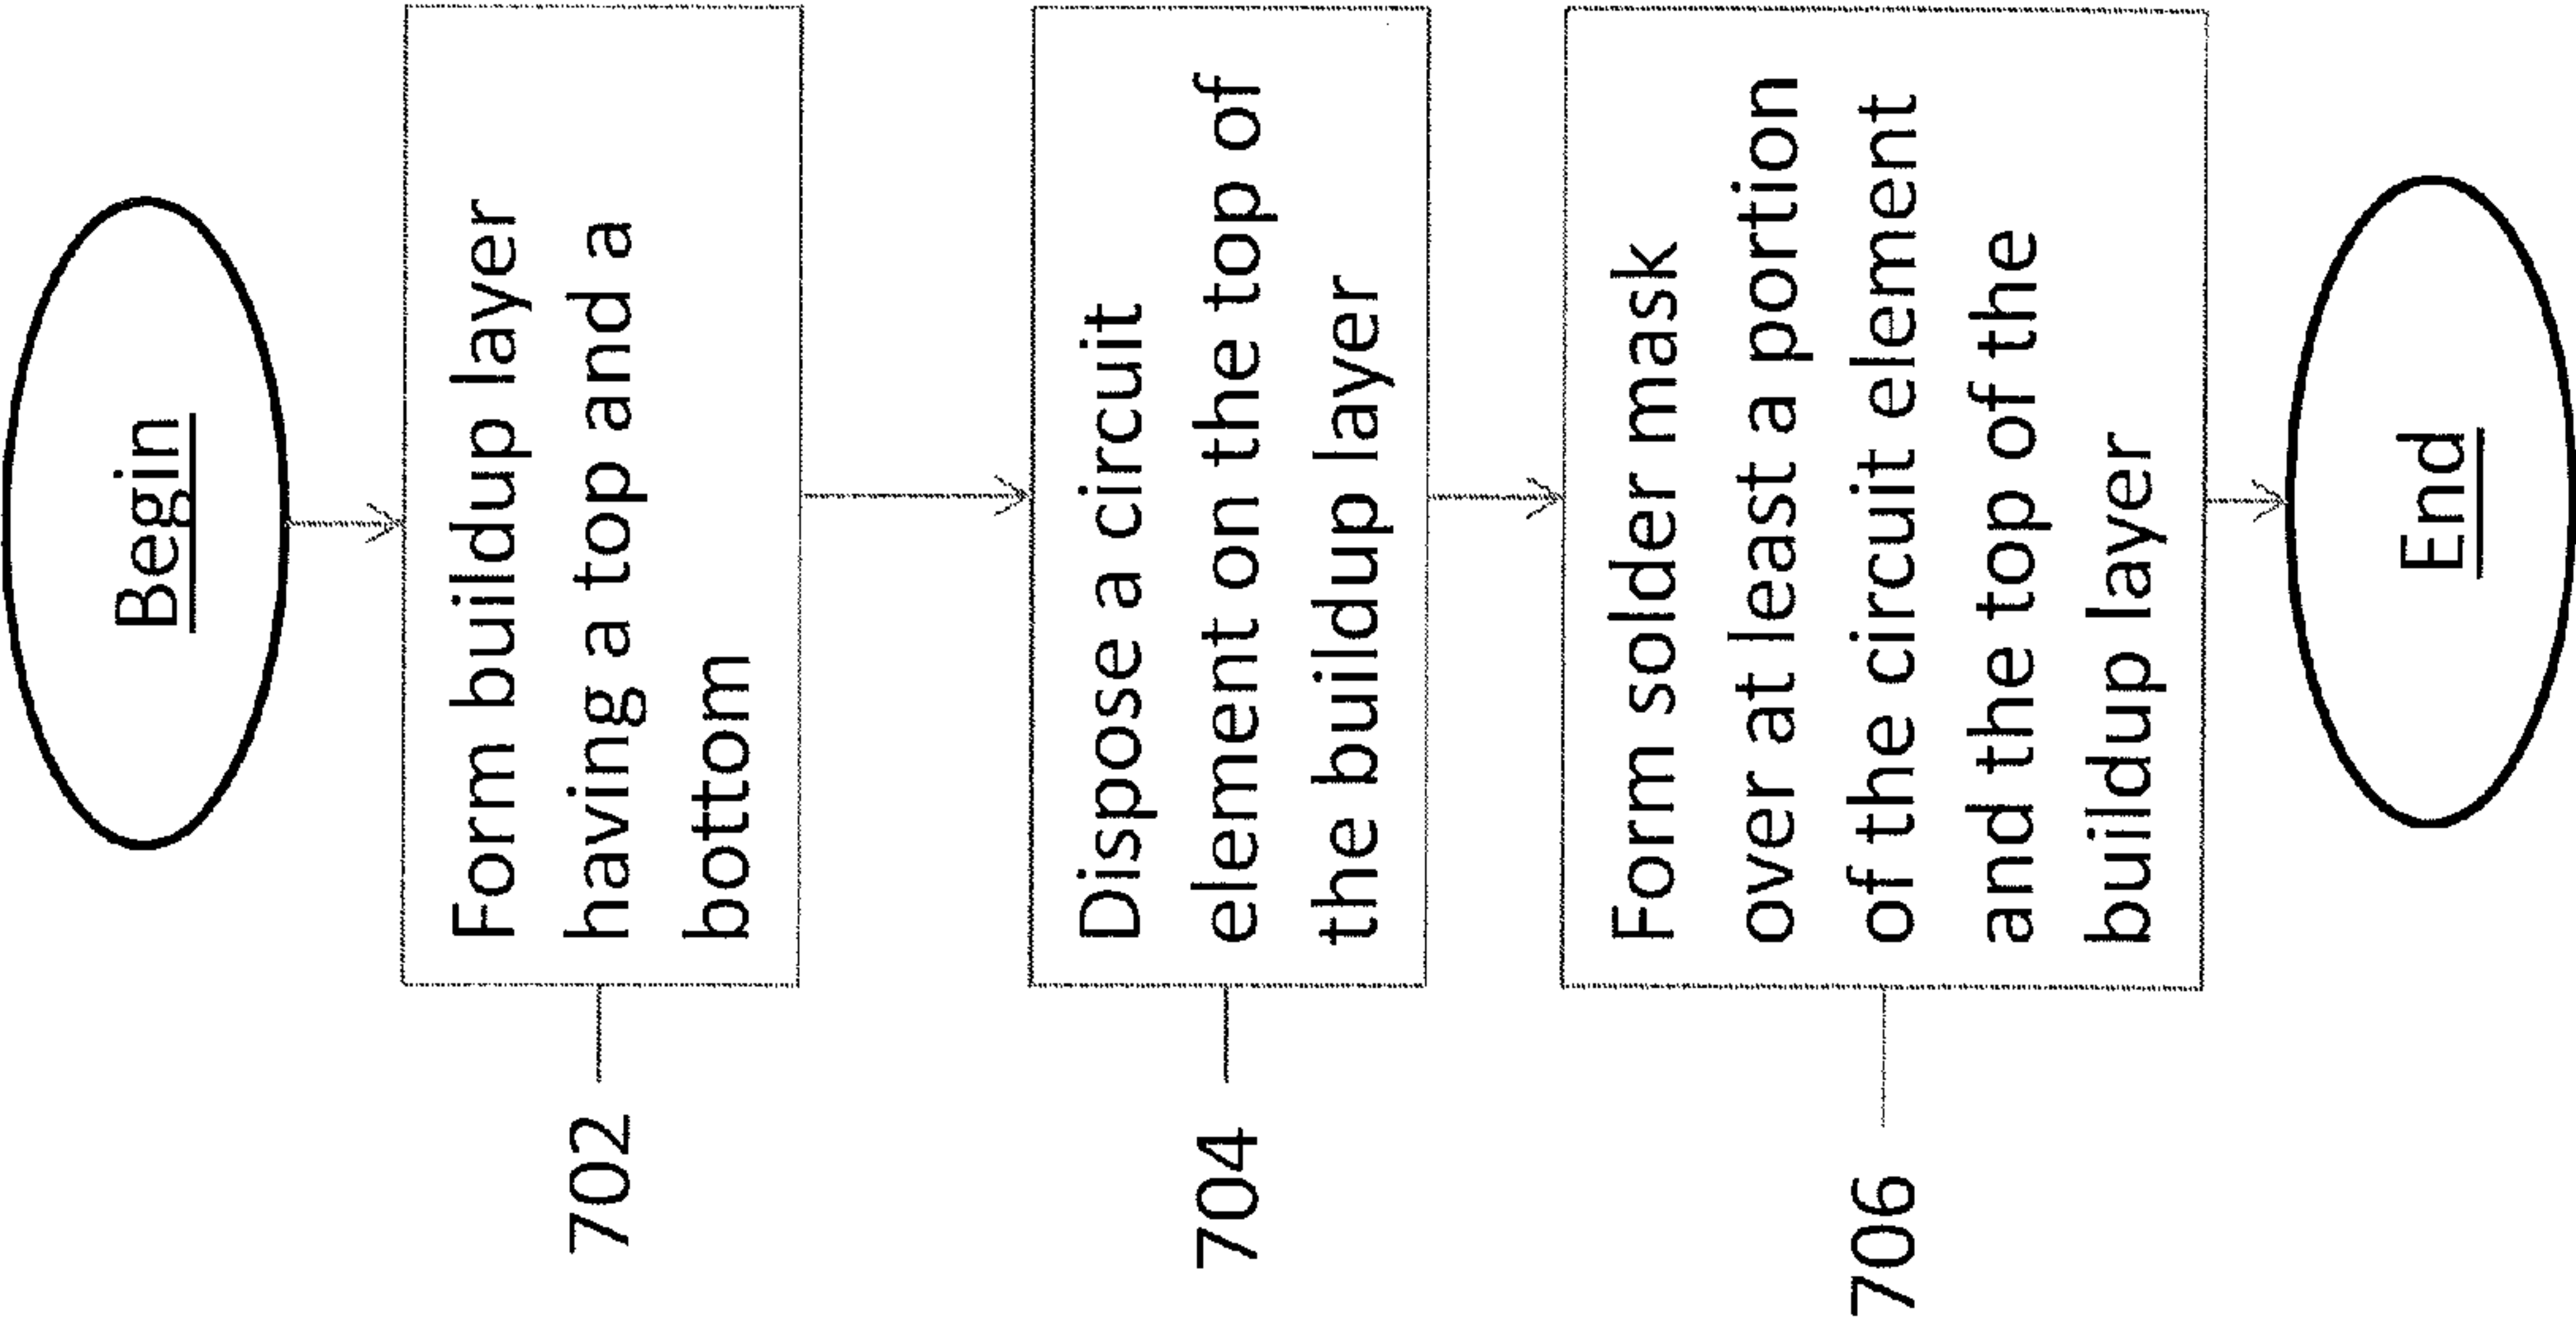 Begin
702
Form buildup layer
having a top and a
bottom
704
Dispose a circuit
element on the top of
the buildup layer
706
Form solder mask
over at least a portion
of the circuit element
and the top of the
buildup layer
End